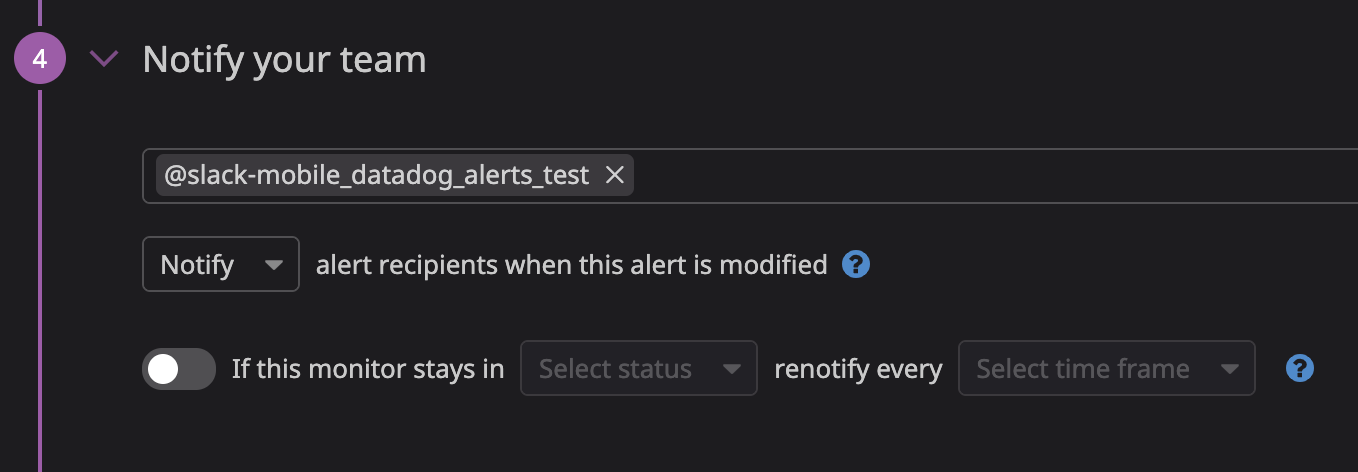 4 Notify your team
@slack-mobile_datadog_alerts_test
Notify alert recipients when this alert is modified ?
If this monitor stays in Select status renotify every Select time frame ?